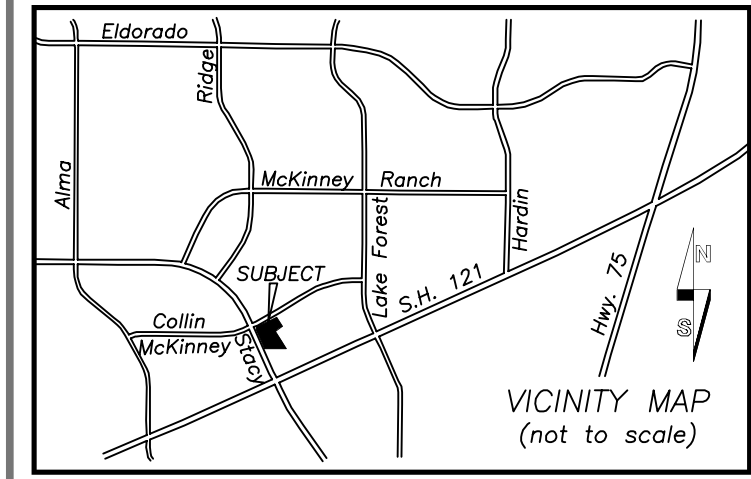 Eldorado
Ridge
Alma
McKinney Ranch
Lake Forest
Hardin
SUBJECT
S.H. 121
Hwy. 75
N
S
Collin
McKinney
Stacy
VICINITY MAP
(not to scale)